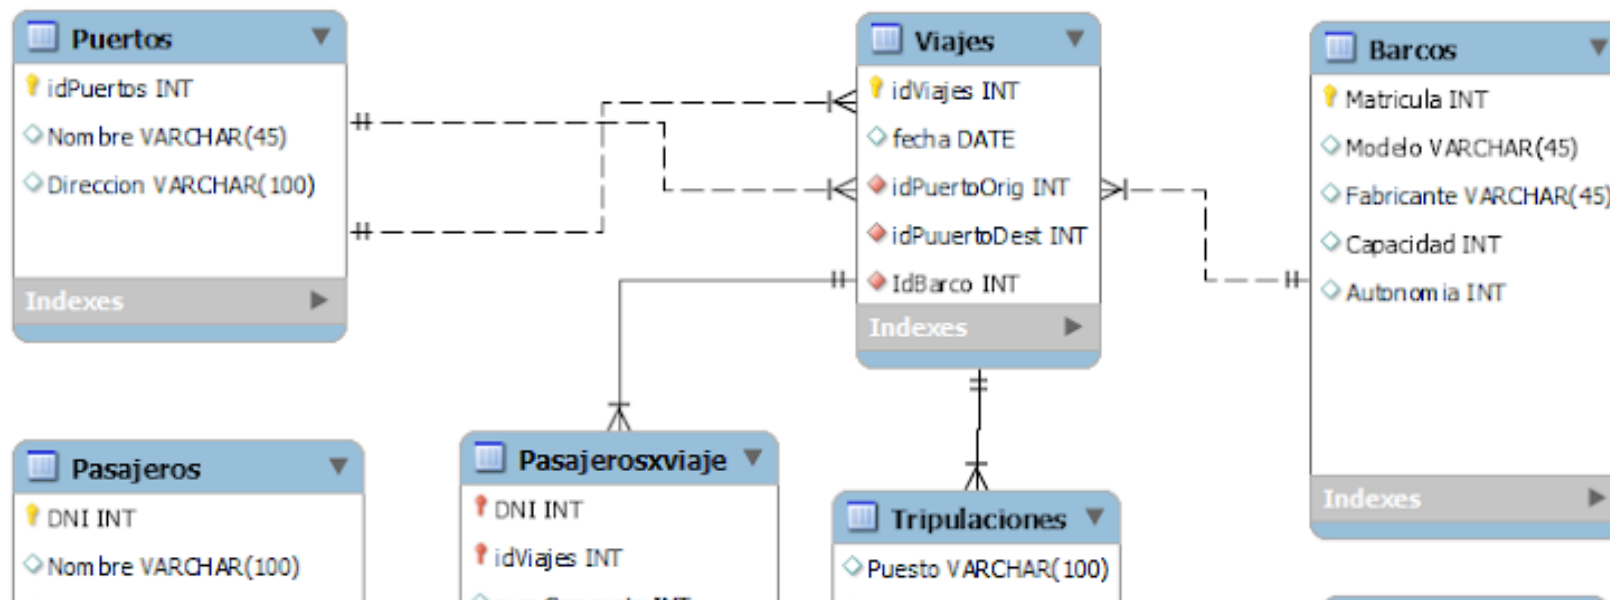 Puertos
idPuertos INT
Nombre VARCHAR(45)
Direccion VARCHAR(100)
Indexes
Viajes
idViajes INT
fecha DATE
idPuertoOrig INT
idPuuertoDest INT
IdBarco INT
Indexes
Barcos
Matricula INT
Modelo VARCHAR(45)
Fabricante VARCHAR(45)
Capacidad INT
Autonomia INT
Indexes
Pasajeros
DNI INT
Nombre VARCHAR(100)
Pasajerosxviaje
DNI INT
idViajes INT
INT
Tripulaciones
Puesto VARCHAR(100)